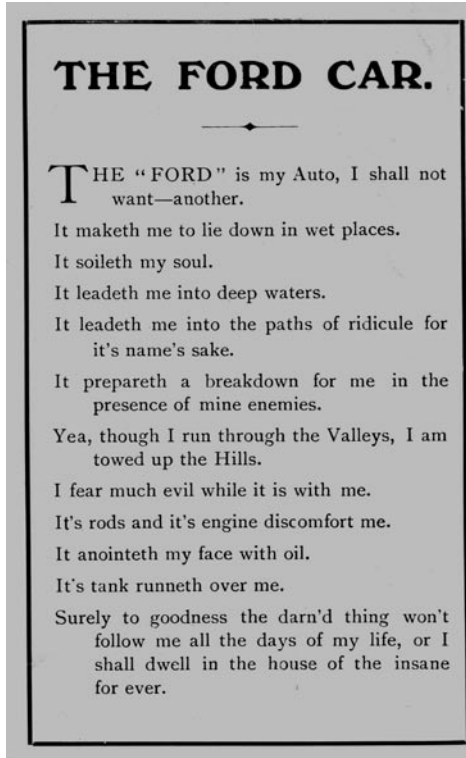 THE FORD CAR.
THE "FORD" is my Auto, I shall not
want—another.
It maketh me to lie down in wet places.
It soileth my soul.
It leadeth me into deep waters.
It leadeth me into the paths of ridicule for
it's name's sake.
It prepareth a breakdown for me in the
presence of mine enemies.
Yea, though I run through the Valleys, I am
towed up the Hills.
I fear much evil while it is with me.
It's rods and it's engine discomfort me.
It anointeth my face with oil.
It's tank runneth over me.
Surely to goodness the darn'd thing won't
follow me all the days of my life, or I
shall dwell in the house of the insane
for ever.